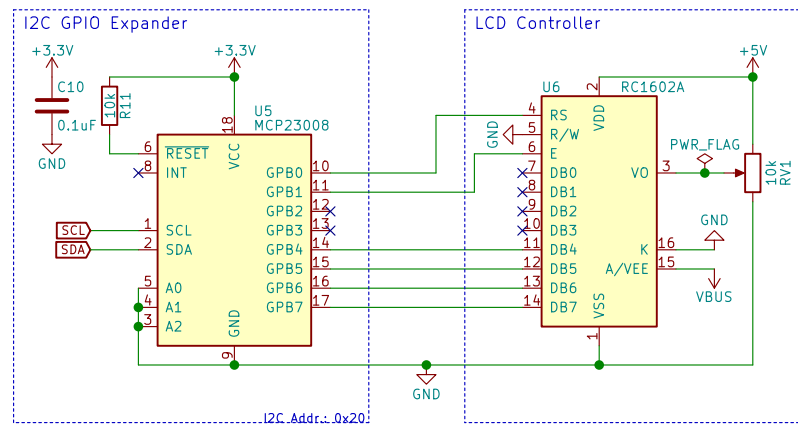 I2C GPIO Expander
+3.3V
C10
0.1uF
GND
+3.3V
10k
R11
U5
MCP23008
18
VCC
6
RESET
8
INT
1
SCL
SCL
2
SDA
SDA
5
A0
4
A1
3
A2
GND
9
GPB0
10
GPB1
11
GPB2
12
GPB3
13
GPB4
14
GPB5
15
GPB6
16
GPB7
17
I2C Addr.: 0x20
GND
LCD Controller
+5V
U6
RC1602A
2
VDD
4
RS
GND
5
R/W
6
E
7
DB0
8
DB1
9
DB2
10
DB3
11
DB4
12
DB5
13
DB6
14
DB7
VO
3
PWR_FLAG
10k
RV1
K
16
GND
A/VEE
15
VBUS
VSS
1